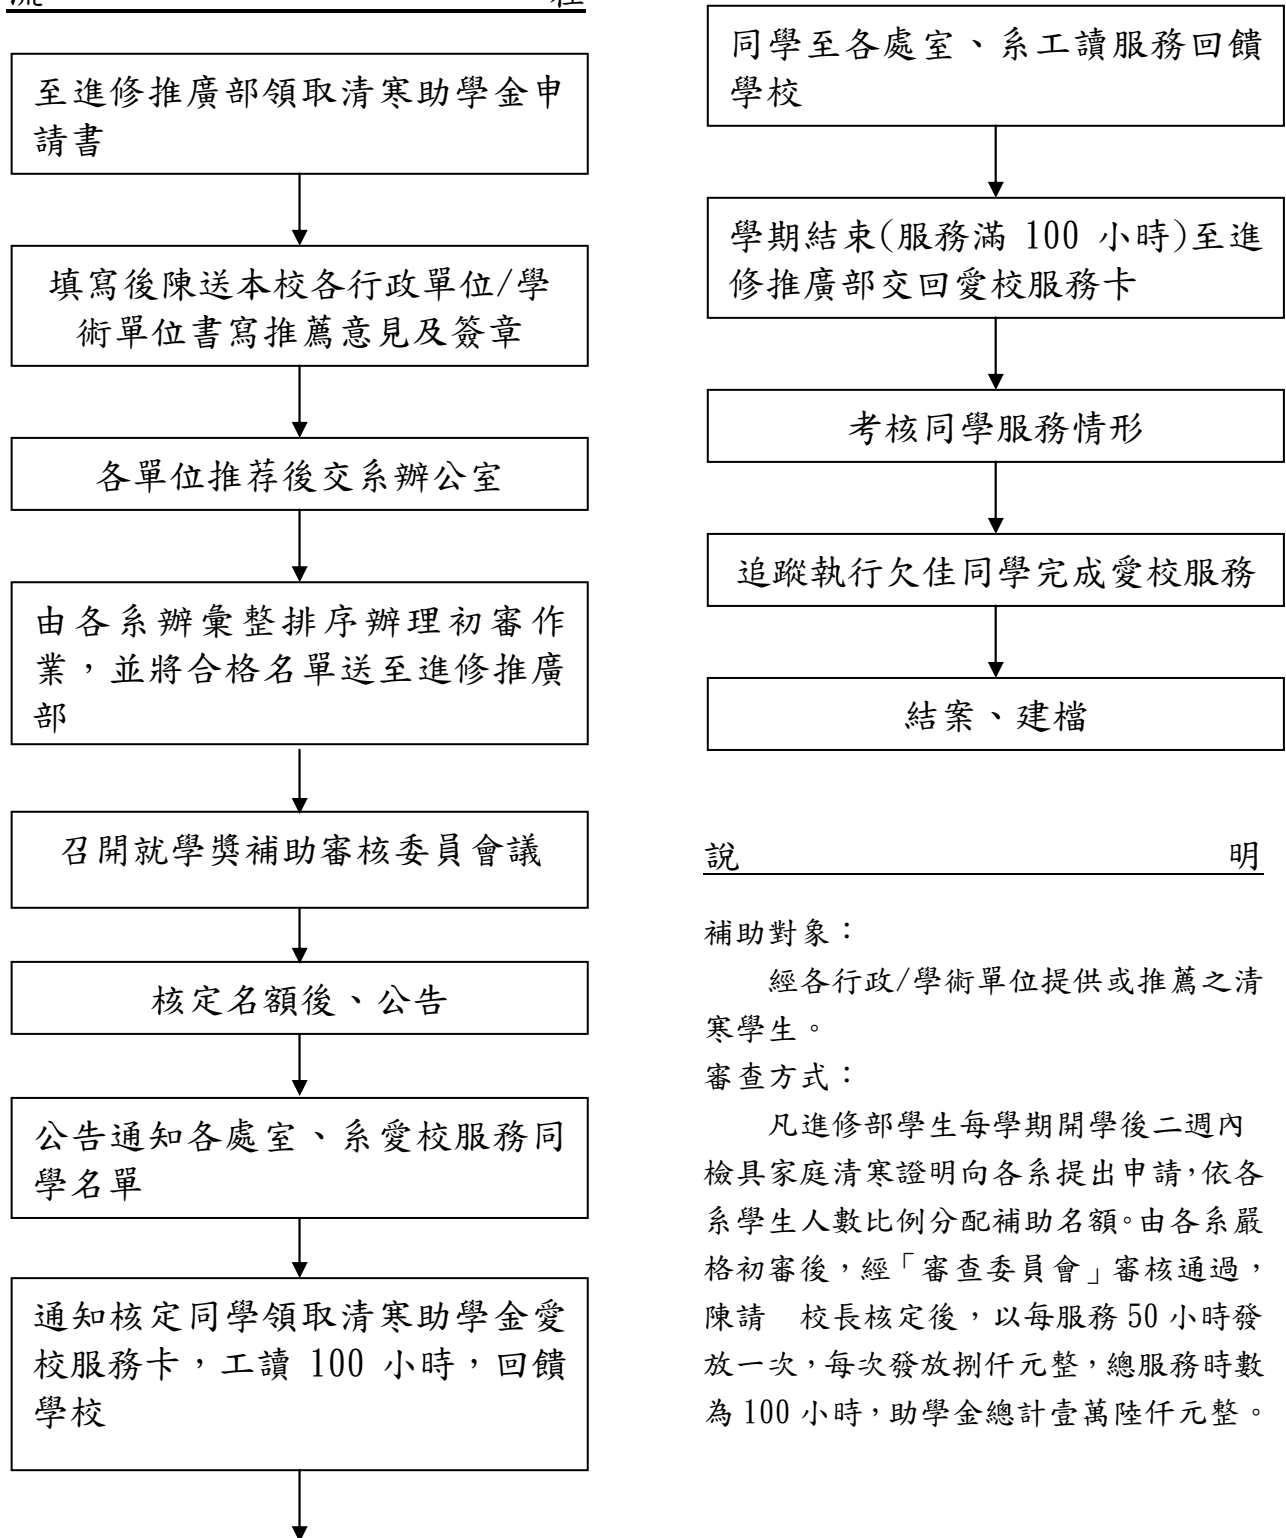 流 程
至進修推廣部領取清寒助學金申
請書
填寫後陳送本校各行政單位/學
術單位書寫推薦意見及簽章
各單位推荐後交系辦公室
由各系辦彙整排序辦理初審作
業，並將合格名單送至進修推廣
部
召開就學獎補助審核委員會議
核定名額後、公告
公告通知各處室、系愛校服務同
學名單
通知核定同學領取清寒助學金愛
校服務卡，工讀 100 小時，回饋
學校
同學至各處室、系工讀服務回饋
學校
學期結束(服務滿 100 小時)至進
修推廣部交回愛校服務卡
考核同學服務情形
追蹤執行欠佳同學完成愛校服務
結案、建檔
說 明
補助對象：
經各行政/學術單位提供或推薦之清
寒學生。
審查方式：
凡進修部學生每學期開學後二週內
檢具家庭清寒證明向各系提出申請，依各
系學生人數比例分配補助名額。由各系嚴
格初審後，經「審查委員會」審核通過，
陳請　校長核定後，以每服務 50 小時發
放一次，每次發放捌仟元整，總服務時數
為 100 小時，助學金總計壹萬陸仟元整。